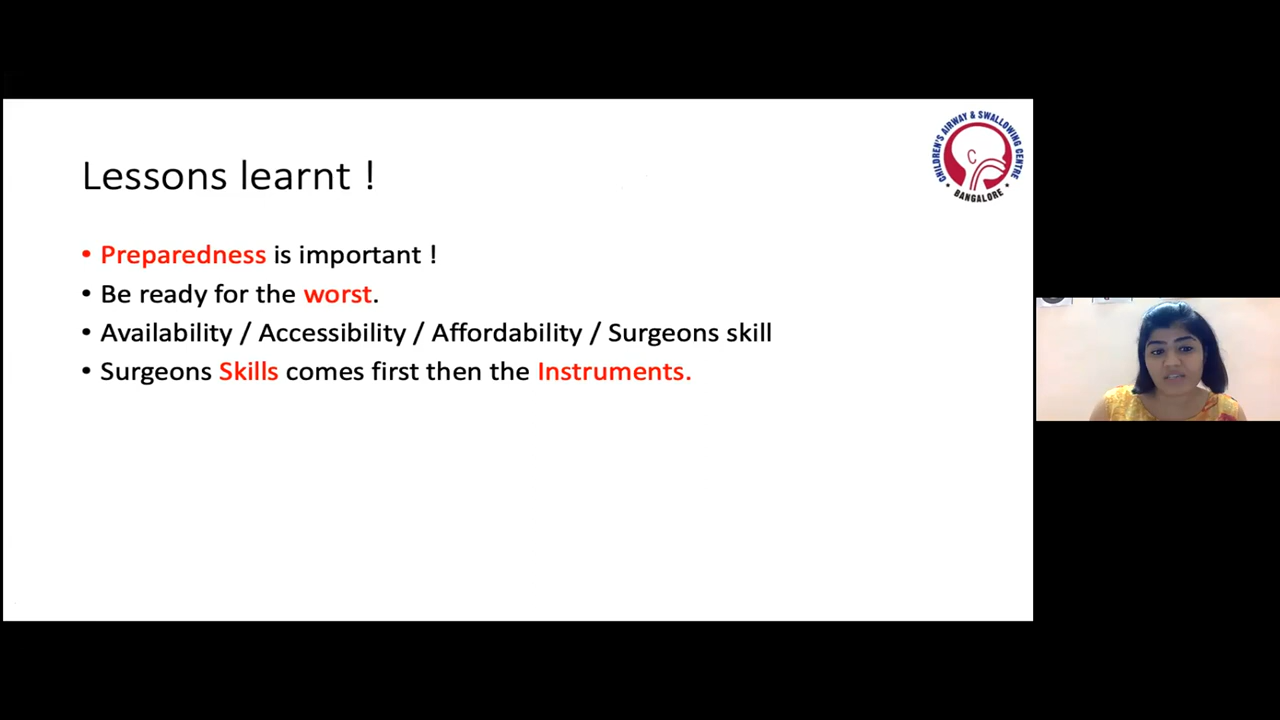 CHILDREN'S AIRWAY & SWALLOWING CENTRE
• BANGALORE •
C
Lessons learnt !
• Preparedness is important !
• Be ready for the worst.
• Availability / Accessibility / Affordability / Surgeons skill
• Surgeons Skills comes first then the Instruments.